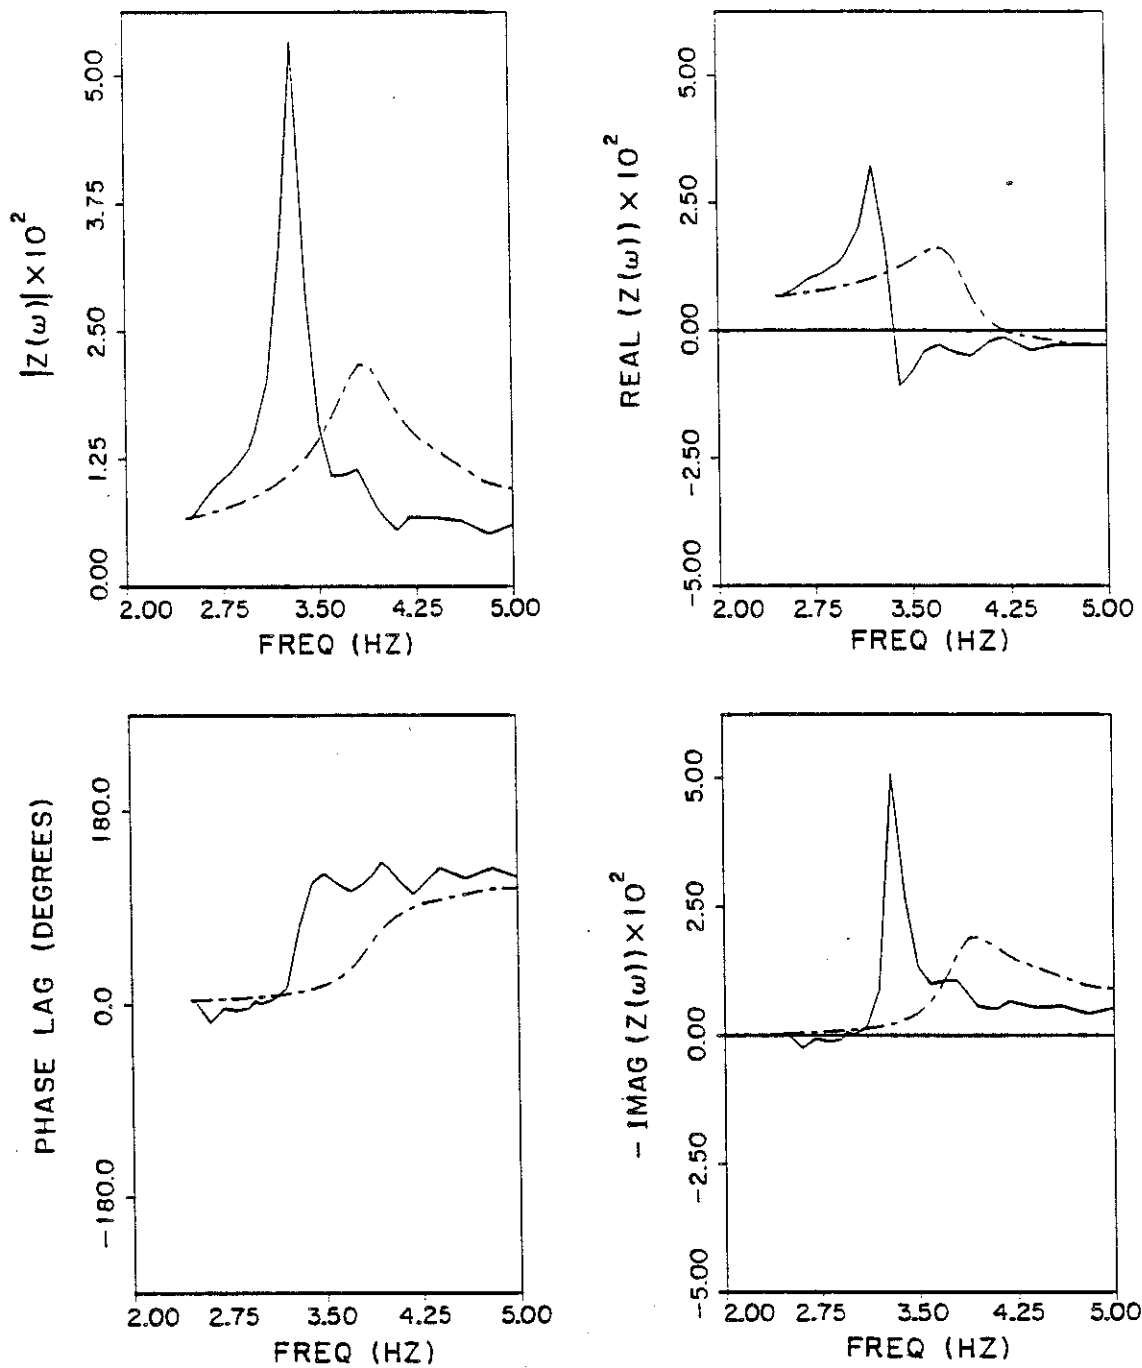 |Z(ω)|×10²
5.00
3.75
2.50
1.25
0.00
2.00 2.75 3.50 4.25 5.00
FREQ (HZ)
REAL (Z(ω))×10²
5.00
2.50
0.00
-2.50
-5.00
2.00 2.75 3.50 4.25 5.00
FREQ (HZ)
PHASE LAG (DEGREES)
180.0
0.0
-180.0
2.00 2.75 3.50 4.25 5.00
FREQ (HZ)
- IMAG (Z(ω))×10²
5.00
2.50
0.00
-2.50
-5.00
2.00 2.75 3.50 4.25 5.00
FREQ (HZ)